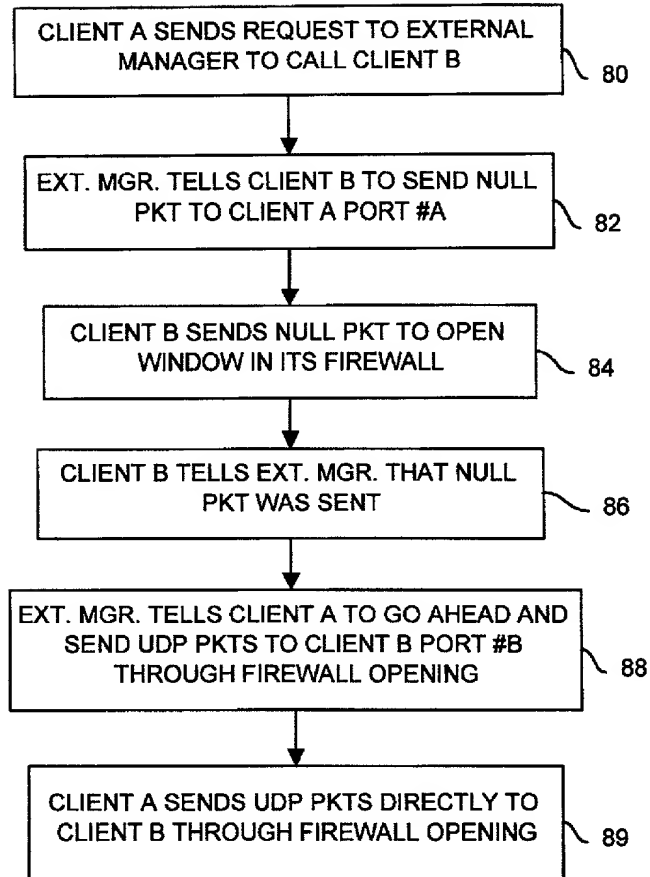 CLIENT A SENDS REQUEST TO EXTERNAL
MANAGER TO CALL CLIENT B
80
EXT. MGR. TELLS CLIENT B TO SEND NULL
PKT TO CLIENT A PORT #A
82
CLIENT B SENDS NULL PKT TO OPEN
WINDOW IN ITS FIREWALL
84
CLIENT B TELLS EXT. MGR. THAT NULL
PKT WAS SENT
86
EXT. MGR. TELLS CLIENT A TO GO AHEAD AND
SEND UDP PKTS TO CLIENT B PORT #B
THROUGH FIREWALL OPENING
88
CLIENT A SENDS UDP PKTS DIRECTLY TO
CLIENT B THROUGH FIREWALL OPENING
89